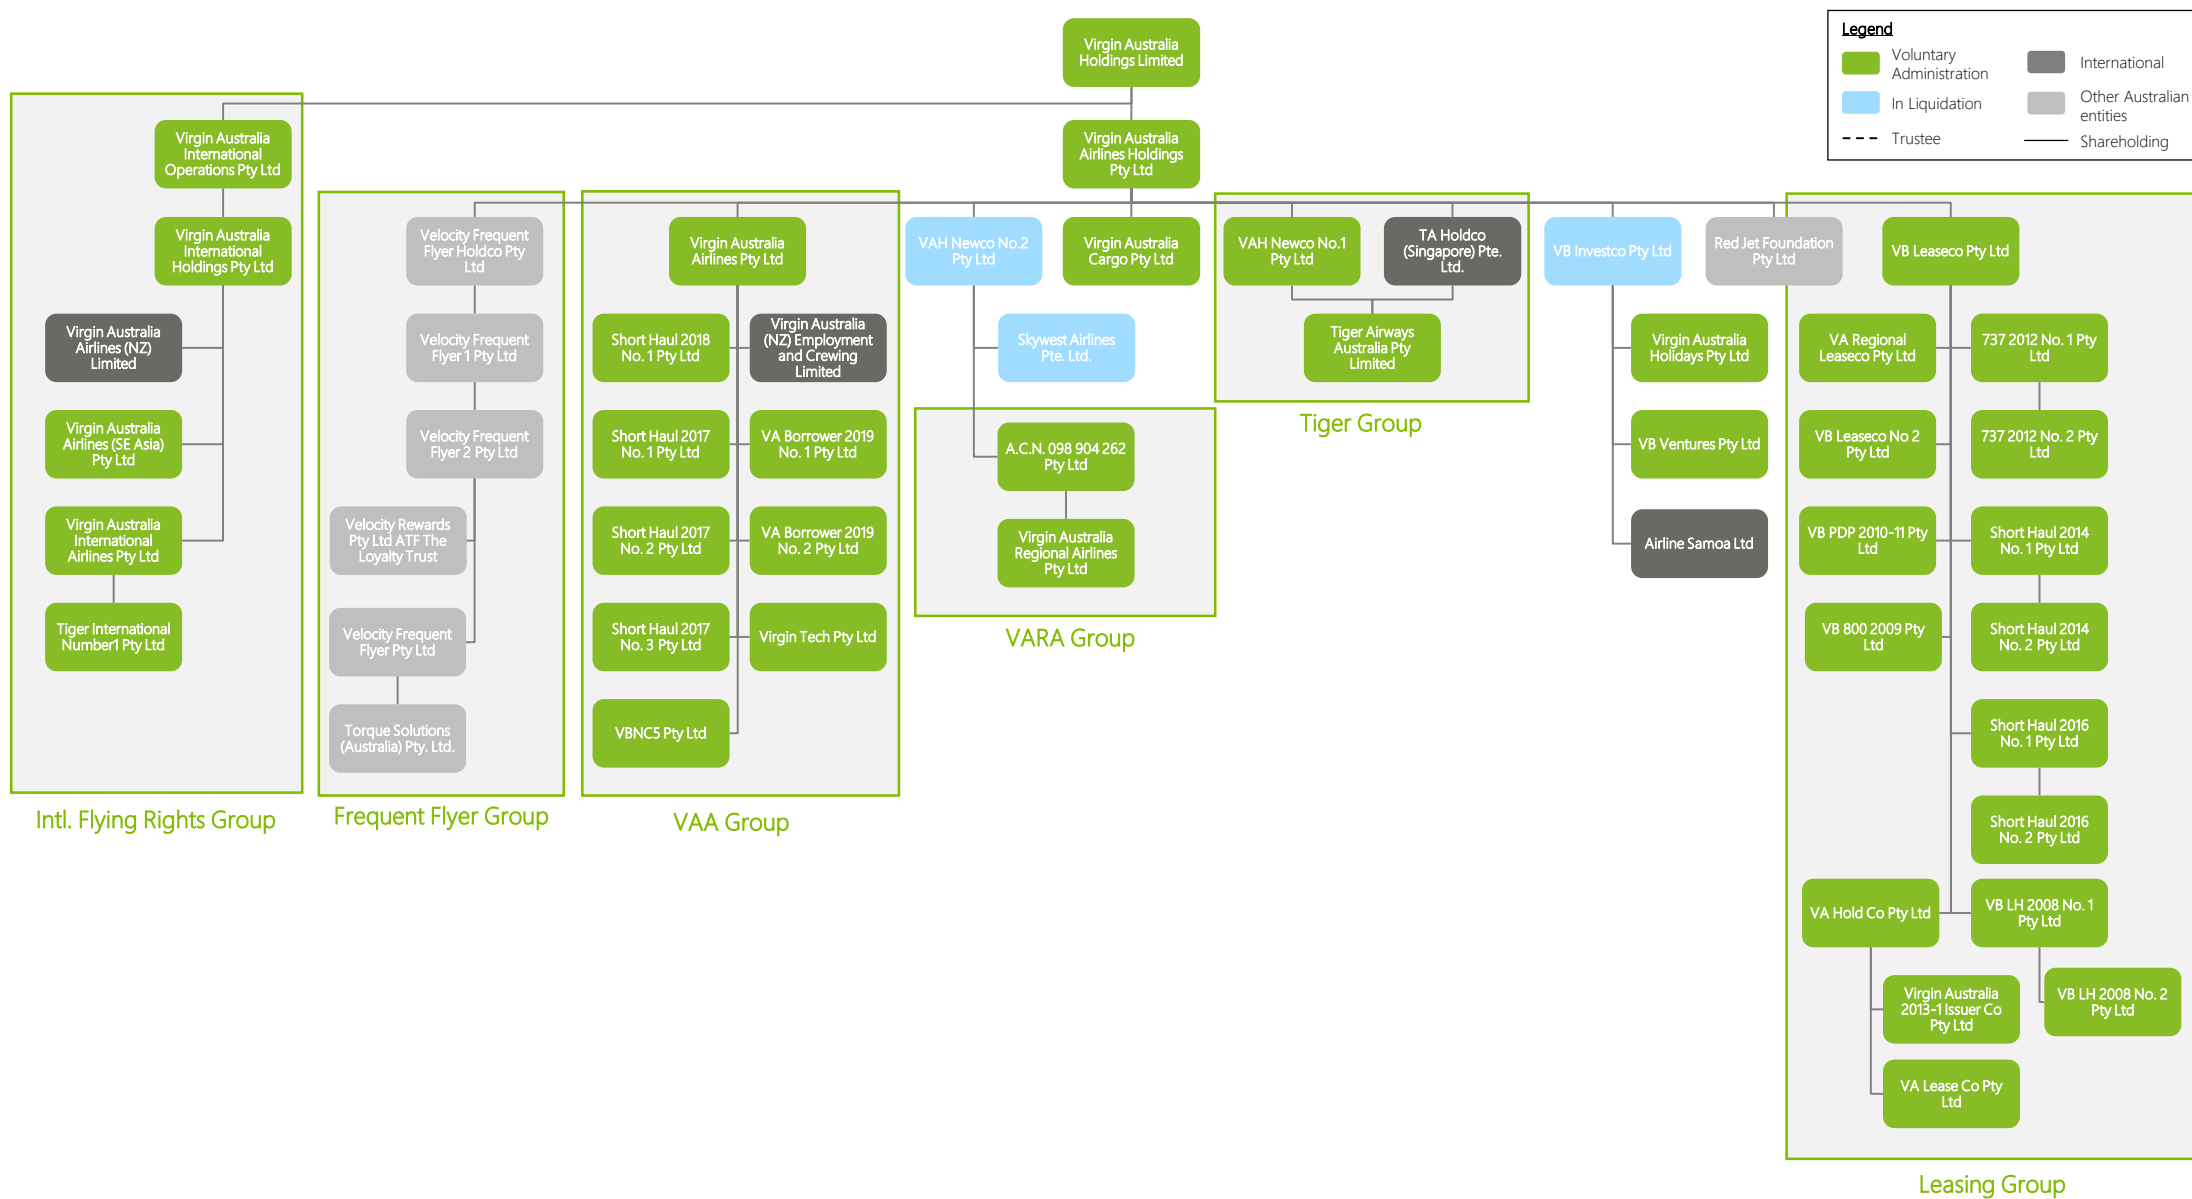 Legend
Voluntary
Administration
International
In Liquidation
Other Australian
entities
Trustee
Shareholding
Virgin Australia
Holdings Limited
Virgin Australia
Airlines Holdings
Pty Ltd
Virgin Australia
International
Operations Pty Ltd
Virgin Australia
International
Holdings Pty Ltd
Virgin Australia
Airlines (NZ)
Limited
Virgin Australia
Airlines (SE Asia)
Pty Ltd
Virgin Australia
International
Airlines Pty Ltd
Tiger International
Number1 Pty Ltd
Intl. Flying Rights Group
Velocity Frequent
Flyer Holdco Pty
Ltd
Velocity Frequent
Flyer 1 Pty Ltd
Velocity Frequent
Flyer 2 Pty Ltd
Velocity Rewards
Pty Ltd ATF The
Loyalty Trust
Velocity Frequent
Flyer Pty Ltd
Torque Solutions
(Australia) Pty. Ltd.
Frequent Flyer Group
Virgin Australia
Airlines Pty Ltd
Short Haul 2018
No. 1 Pty Ltd
Virgin Australia
(NZ) Employment
and Crewing
Limited
Short Haul 2017
No. 1 Pty Ltd
VA Borrower 2019
No. 1 Pty Ltd
Short Haul 2017
No. 2 Pty Ltd
VA Borrower 2019
No. 2 Pty Ltd
Short Haul 2017
No. 3 Pty Ltd
Virgin Tech Pty Ltd
VBNC5 Pty Ltd
VAA Group
VAH Newco No.2
Pty Ltd
Skywest Airlines
Pte. Ltd.
A.C.N. 098 904 262
Pty Ltd
Virgin Australia
Regional Airlines
Pty Ltd
VARA Group
Virgin Australia
Cargo Pty Ltd
VAH Newco No.1
Pty Ltd
TA Holdco
(Singapore) Pte.
Ltd.
Tiger Airways
Australia Pty
Limited
Tiger Group
VB Investco Pty Ltd
Virgin Australia
Holidays Pty Ltd
VB Ventures Pty Ltd
Airline Samoa Ltd
Red Jet Foundation
Pty Ltd
VB Leaseco Pty Ltd
VA Regional
Leaseco Pty Ltd
737 2012 No. 1 Pty
Ltd
VB Leaseco No 2
Pty Ltd
737 2012 No. 2 Pty
Ltd
VB PDP 2010-11 Pty
Ltd
Short Haul 2014
No. 1 Pty Ltd
VB 800 2009 Pty
Ltd
Short Haul 2014
No. 2 Pty Ltd
Short Haul 2016
No. 1 Pty Ltd
Short Haul 2016
No. 2 Pty Ltd
VA Hold Co Pty Ltd
VB LH 2008 No. 1
Pty Ltd
Virgin Australia
2013-1 Issuer Co
Pty Ltd
VB LH 2008 No. 2
Pty Ltd
VA Lease Co Pty
Ltd
Leasing Group